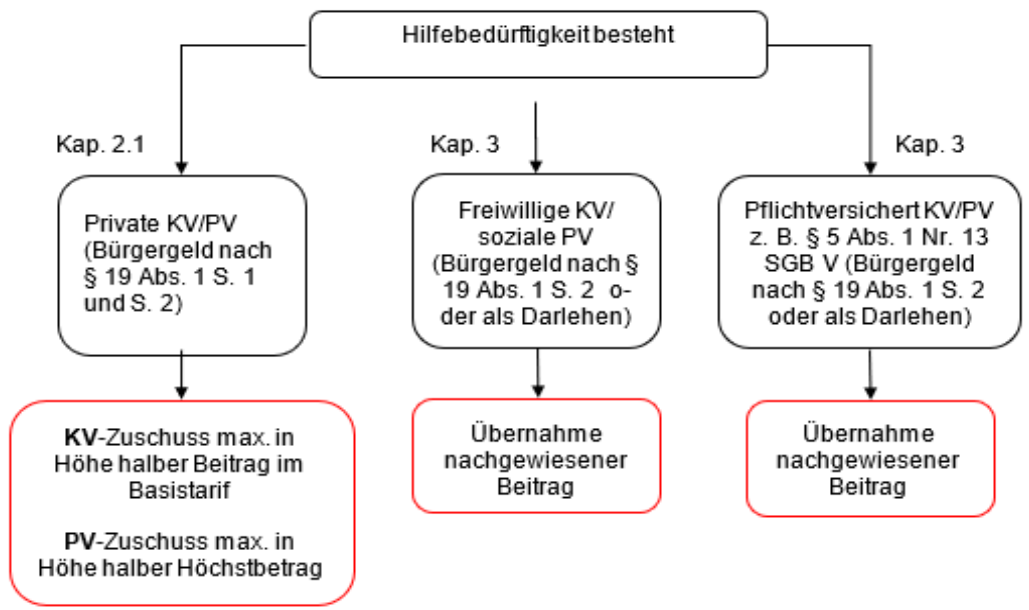 Hilfebedürftigkeit besteht
Kap. 2.1
Kap. 3
Kap. 3
Private KV/PV
(Bürgergeld nach
§ 19 Abs. 1 S. 1
und S. 2)
Freiwillige KV/
soziale PV
(Bürgergeld nach §
19 Abs. 1 S. 2 o-
der als Darlehen)
Pflichtversichert KV/PV
z. B. § 5 Abs. 1 Nr. 13
SGB V (Bürgergeld
nach § 19 Abs. 1 S. 2
oder als Darlehen)
KV-Zuschuss max. in
Höhe halber Beitrag im
Basistarif
PV-Zuschuss max. in
Höhe halber Höchstbetrag
Übernahme
nachgewiesener
Beitrag
Übernahme
nachgewiesener
Beitrag